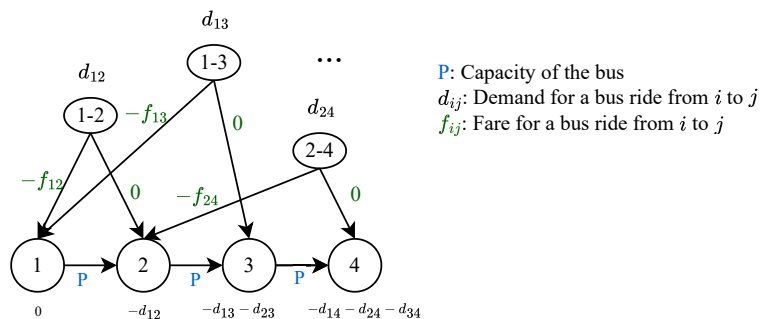 d₁₃
...
d₁₂
1-3
P: Capacity of the bus
dᵢⱼ: Demand for a bus ride from i to j
fᵢⱼ: Fare for a bus ride from i to j
d₂₄
1-2
−f₁₃
0
2-4
−f₁₂
0
−f₂₄
0
1
2
3
4
P
P
P
0
−d₁₂
−d₁₃ − d₂₃
−d₁₄ − d₂₄ − d₃₄